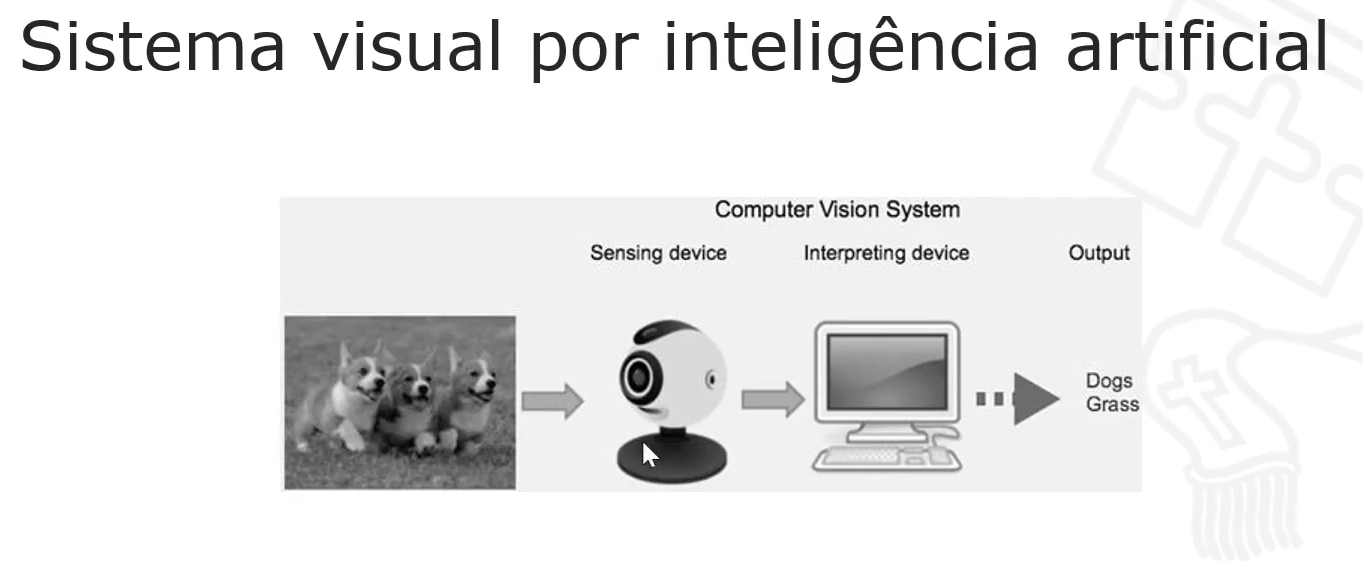 Sistema visual por inteligência artificial
Computer Vision System
Sensing device
Interpreting device
Output
Dogs
Grass